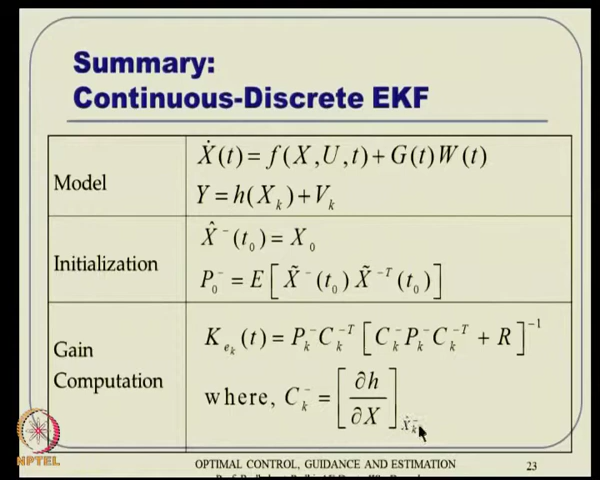 Summary:
Continuous-Discrete EKF
Model
Ẋ(t) = f(X,U,t) + G(t)W(t)
Y = h(X_k) + V_k
Initialization
X̂⁻(t₀) = X₀
P₀⁻ = E[X̃⁻(t₀) X̃⁻ᵀ(t₀)]
Gain
Computation
K_{e_k}(t) = P_k⁻ C_k⁻ᵀ [C_k⁻ P_k⁻ C_k⁻ᵀ + R]⁻¹
where, C_k⁻ = [∂h/∂X]_{X̂_k⁻}
NPTEL
OPTIMAL CONTROL, GUIDANCE AND ESTIMATION
23